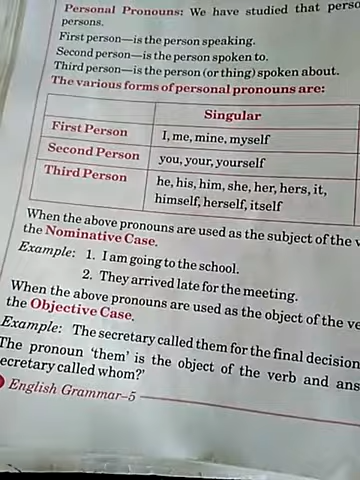 Personal Pronouns: We have studied that
persons.
First person—is the person speaking.
Second person—is the person spoken to.
Third person—is the person (or thing) spoken about.
The various forms of personal pronouns are:
Singular
First Person I, me, mine, myself
Second Person you, your, yourself
Third Person he, his, him, she, her, hers, it,
himself, herself, itself
When the above pronouns are used as the subject of the
the Nominative Case.
Example: 1. I am going to the school.
2. They arrived late for the meeting.
When the above pronouns are used as the object of the
the Objective Case.
Example: The secretary called them for the final decision
The pronoun 'them' is the object of the verb and
ecretary called whom?'
English Grammar–5